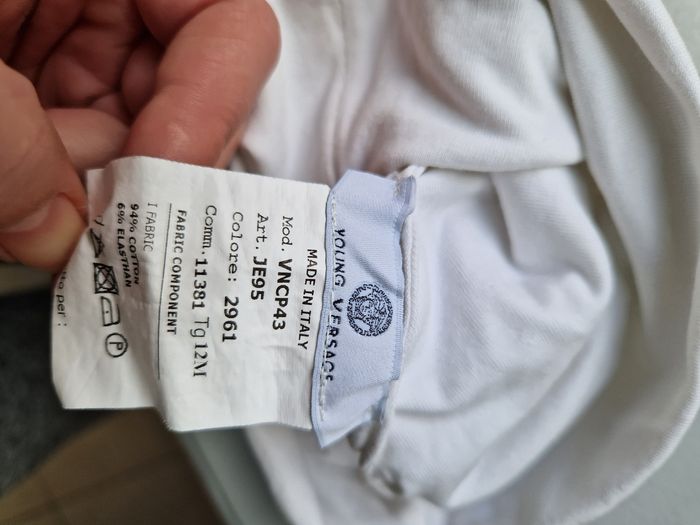 YOUNG VERSACE
MADE IN ITALY
Mod. VNCP43
Art. JE95
Colore: 2961
Comm.11381 Tg 12M
FABRIC COMPONENT
I FABRIC
94% COTTON
6% ELASTHAN
P
per :